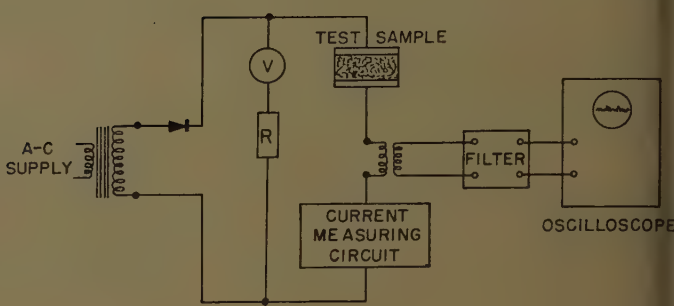 TEST SAMPLE
V
A-C
SUPPLY
R
FILTER
CURRENT
MEASURING
CIRCUIT
OSCILLOSCOPE